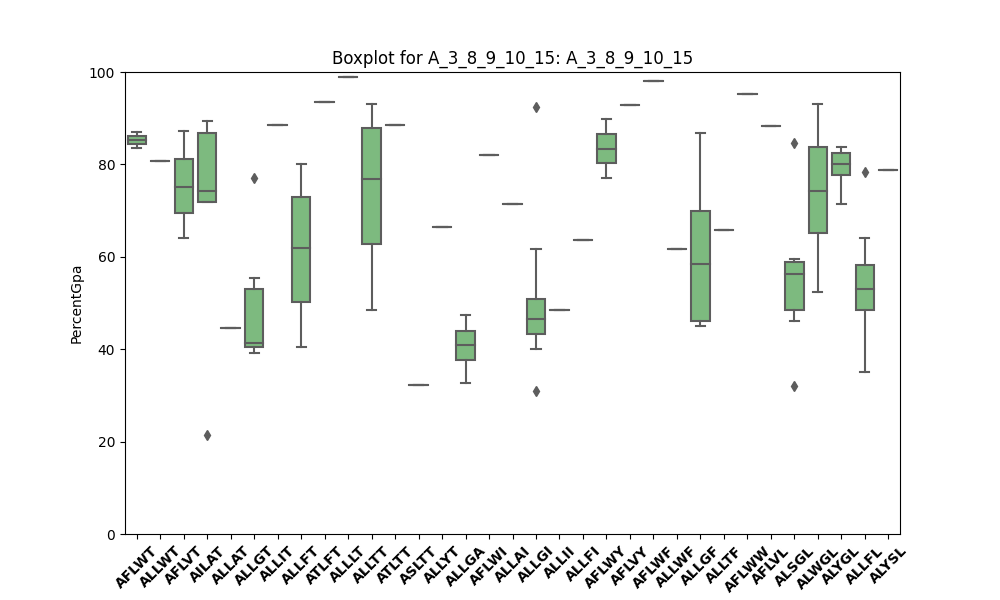 Boxplot for A_3_8_9_10_15: A_3_8_9_10_15
100
80
60
40
20
0
PercentGpa
AFLWT
ALLWT
AFLVT
AILAT
ALLAT
ALLGT
ALLIT
ALLFT
ATLFT
ALLLT
ALLTT
ATLTT
ASLTT
ALLYT
ALLGA
AFLWI
ALLAI
ALLGI
ALLII
ALLFI
AFLWY
AFLVY
AFLWF
ALLWF
ALLGF
ALLTF
AFLWW
AFLVL
ALSGL
ALWGL
ALYGL
ALLFL
ALYSL